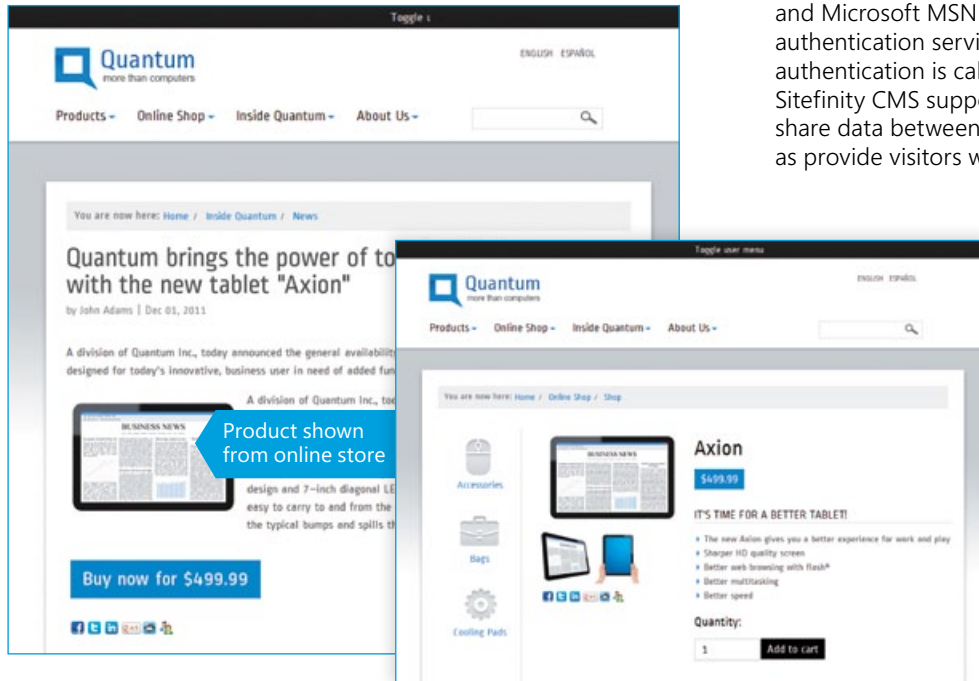 Toggle u
Quantum
more than computers
ENGLISH ESPAÑOL
Products Online Shop Inside Quantum About Us
You are now here: Home / Inside Quantum / News
Quantum brings the power of to
with the new tablet "Axion"
by John Adams | Dec 01, 2011
A division of Quantum Inc., today announced the general availability
designed for today's innovative, business user in need of added fun
A division of Quantum Inc., to
BUSINESS NEWS
Product shown
from online store
design and 7-inch diagonal LE
easy to carry to and from the
the typical bumps and spills th
Buy now for $499.99
and Microsoft MSN
authentication servi
authentication is cal
Sitefinity CMS suppo
share data between
as provide visitors w
Toggle user menu
Quantum
more than computers
ENGLISH ESPAÑOL
Products Online Shop Inside Quantum About Us
You are now here: Home / Online Shop / Shop
Accessories
Bags
Cooling Pads
BUSINESS NEWS
Axion
$499.99
IT'S TIME FOR A BETTER TABLET!
The new Axion gives you a better experience for work and play
Sharper HD quality screen
Better web browsing with flash*
Better multitasking
Better speed
Quantity:
1 Add to cart